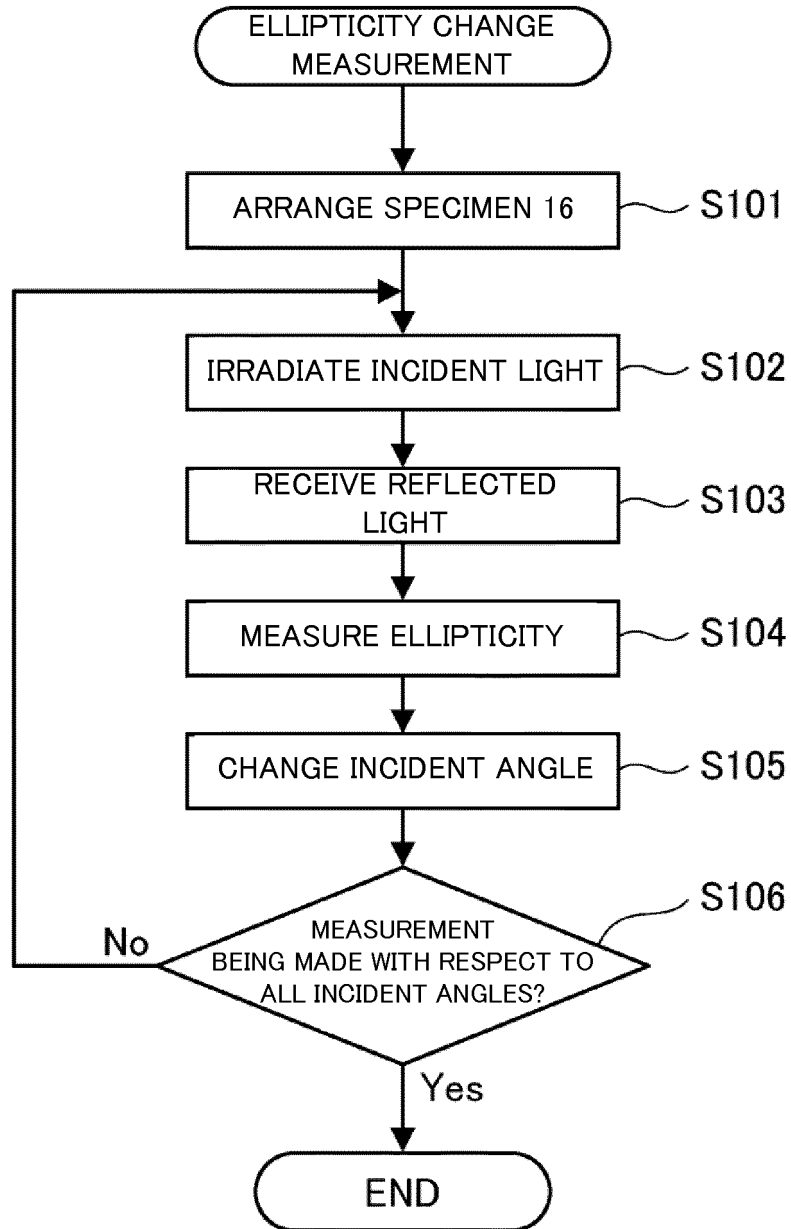 ELLIPTICITY CHANGE
MEASUREMENT
ARRANGE SPECIMEN 16
S101
IRRADIATE INCIDENT LIGHT
S102
RECEIVE REFLECTED
LIGHT
S103
MEASURE ELLIPTICITY
S104
CHANGE INCIDENT ANGLE
S105
S106
MEASUREMENT
BEING MADE WITH RESPECT TO
ALL INCIDENT ANGLES?
No
Yes
END